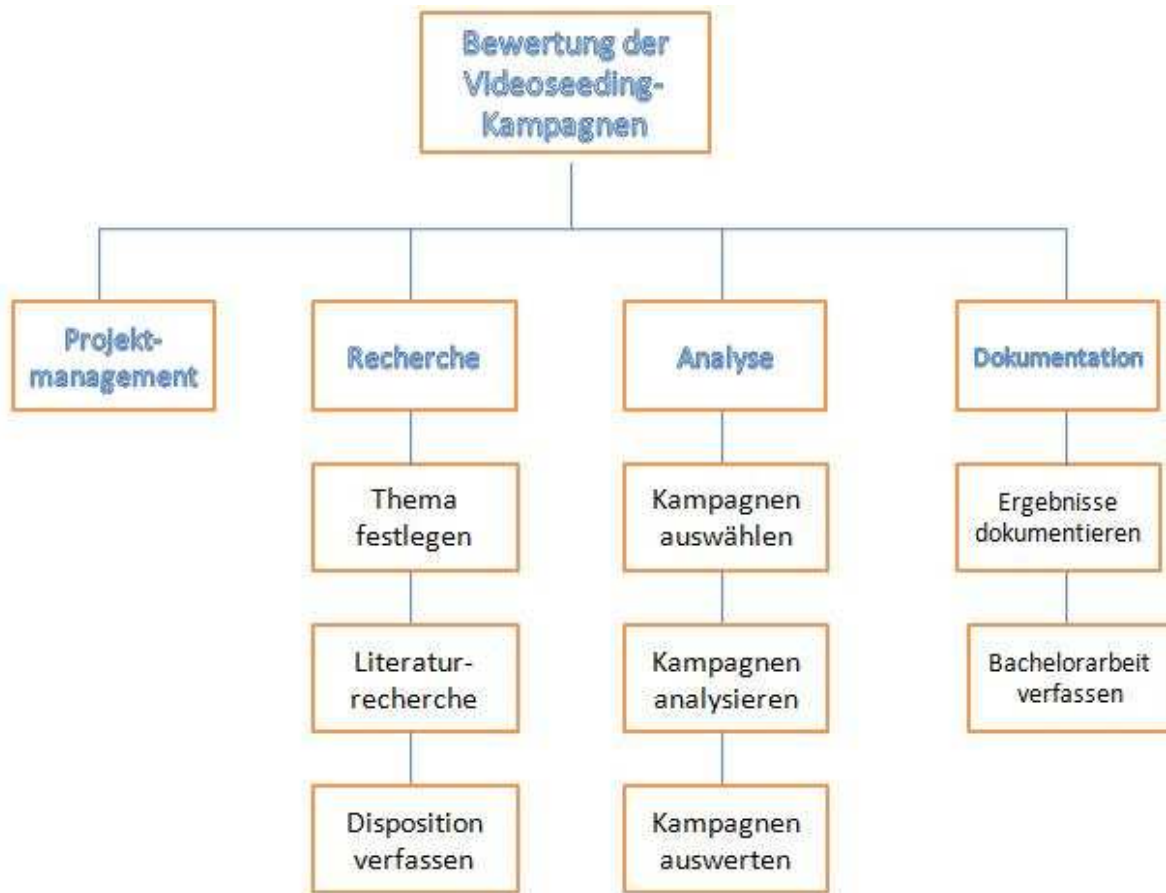 Bewertung der
Videoseeding-
Kampagnen
Projekt-
management
Recherche
Analyse
Dokumentation
Thema
festlegen
Kampagnen
auswählen
Ergebnisse
dokumentieren
Literatur-
recherche
Kampagnen
analysieren
Bachelorarbeit
verfassen
Disposition
verfassen
Kampagnen
auswerten